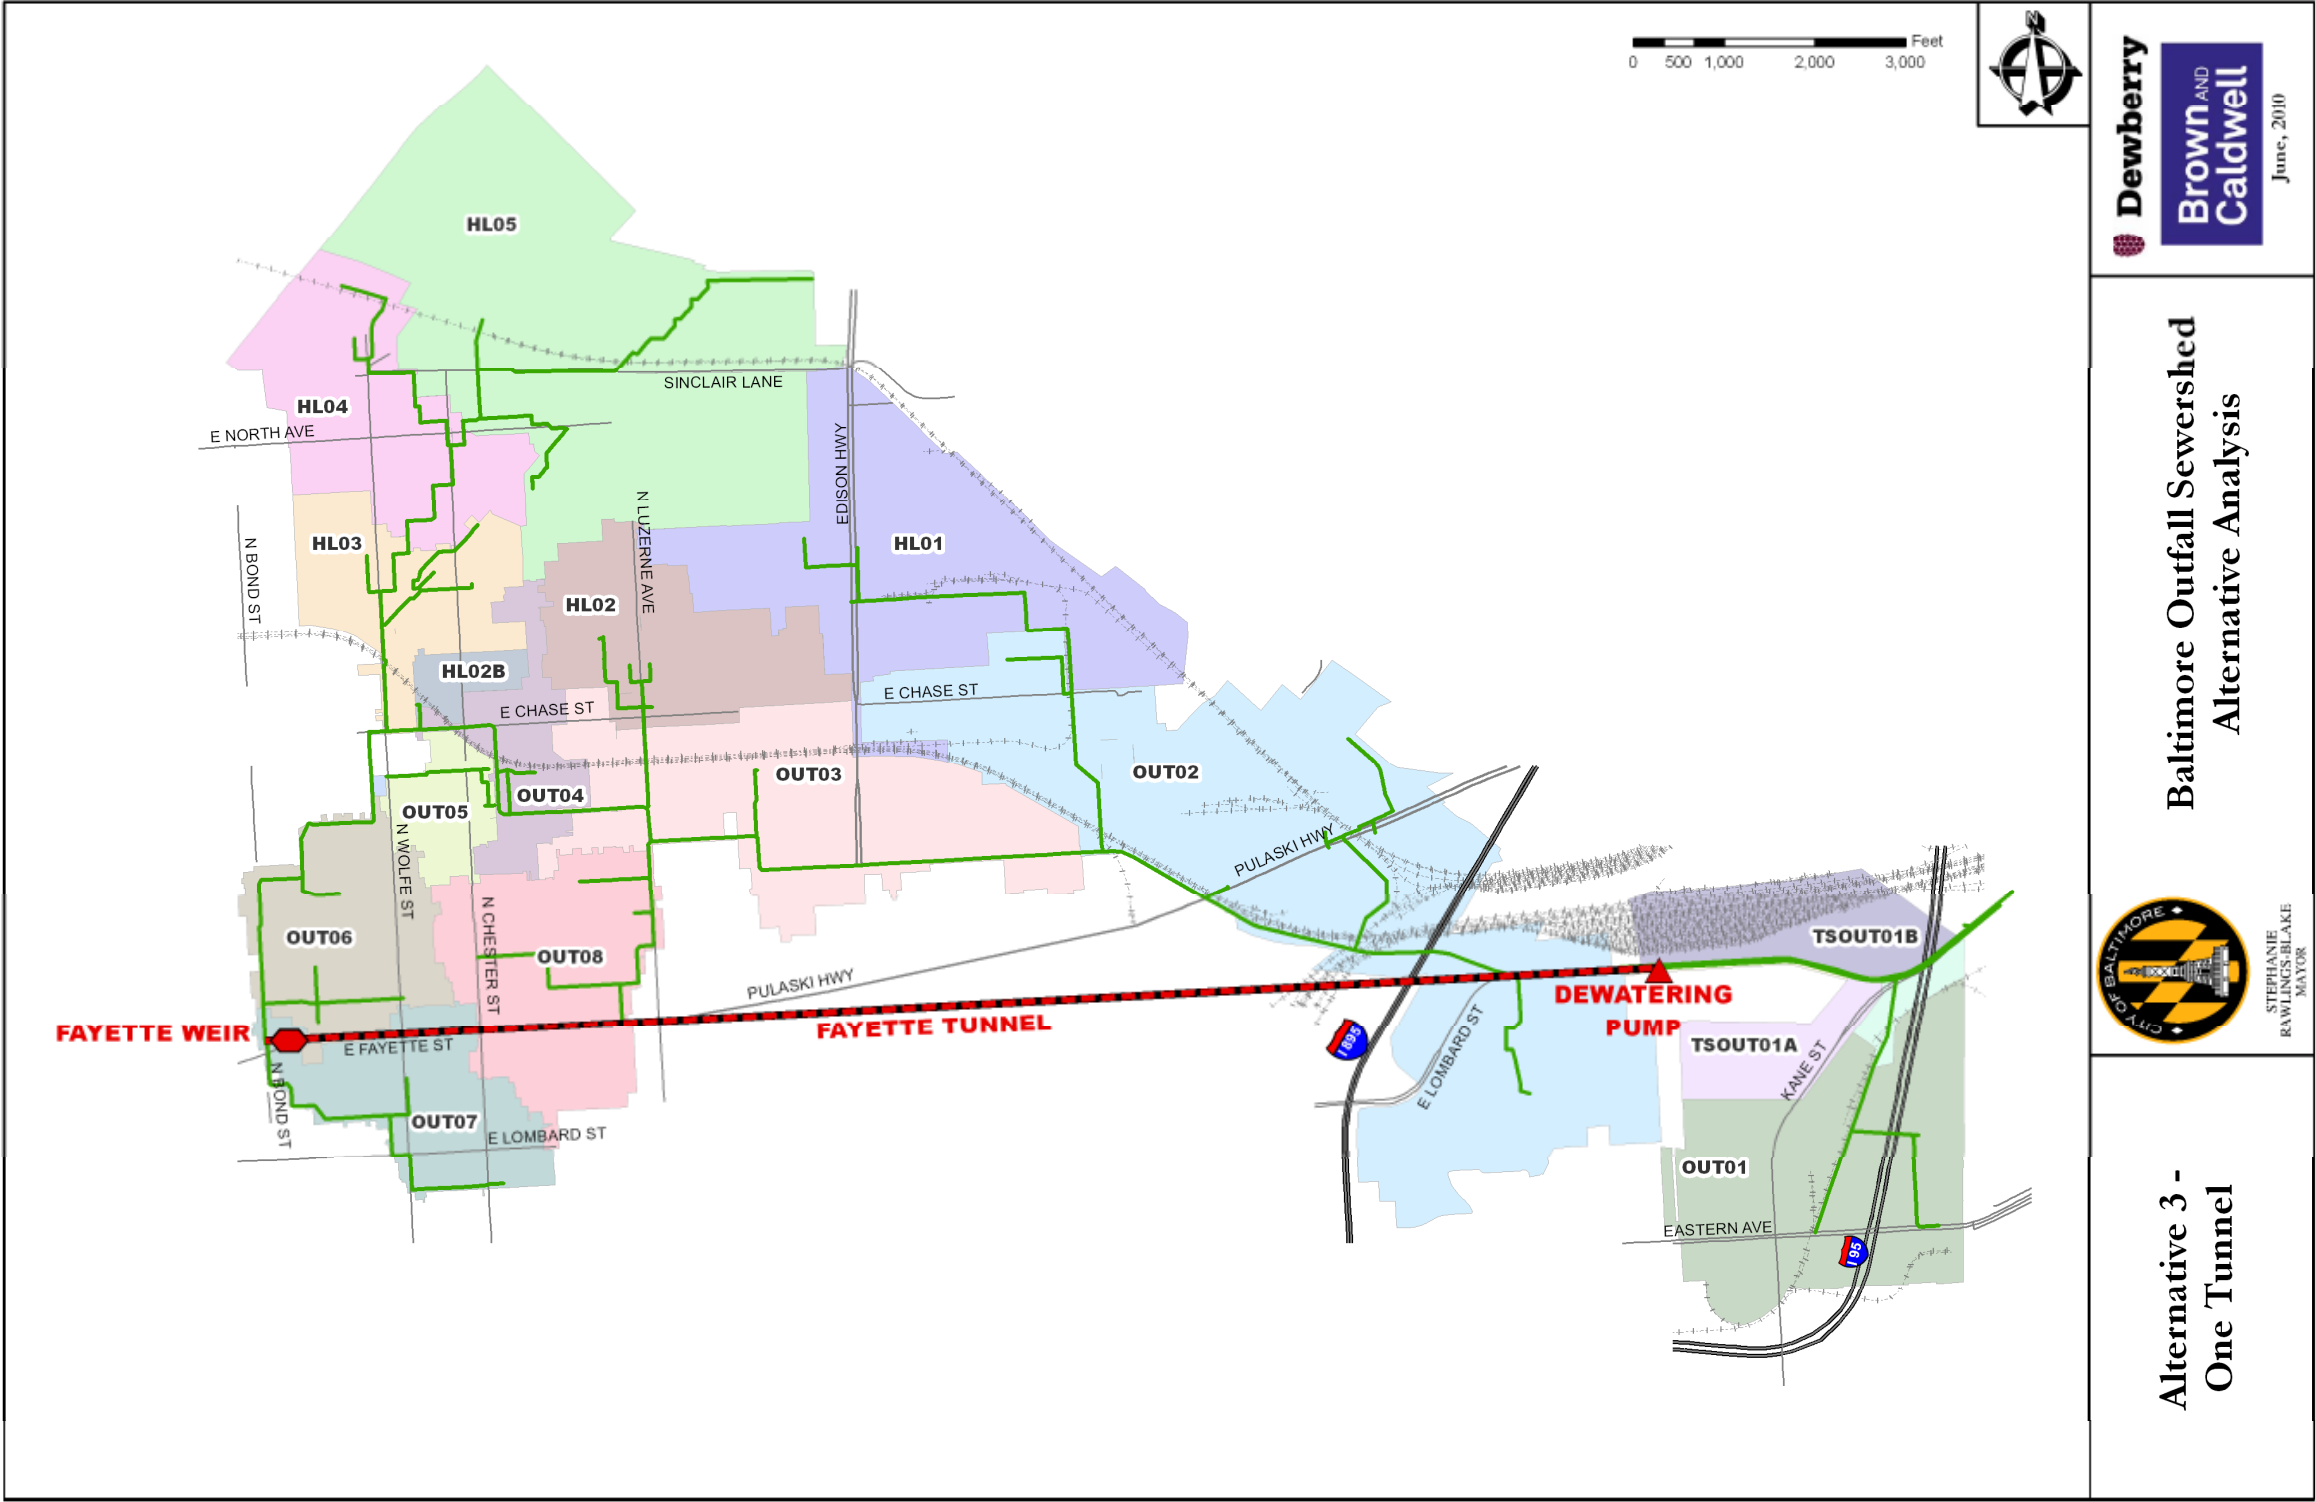 Feet
0 500 1,000 2,000 3,000
N
HL05
SINCLAIR LANE
HL04
E NORTH AVE
EDISON HWY
N LUZERNE AVE
HL03
HL01
N BOND ST
HL02
HL02B
E CHASE ST
E CHASE ST
OUT03
OUT02
OUT04
OUT05
N WOLFE ST
PULASKI HWY
OUT06
N CHESTER ST
OUT08
TSOUT01B
PULASKI HWY
DEWATERING
PUMP
FAYETTE WEIR
FAYETTE TUNNEL
E FAYETTE ST
I 895
E LOMBARD ST
TSOUT01A
KANE ST
N BOND ST
OUT07
E LOMBARD ST
OUT01
EASTERN AVE
I 95
Dewberry
Brown AND
Caldwell
June, 2010
Baltimore Outfall Sewershed
Alternative Analysis
CITY OF BALTIMORE
STEPHANIE
RAWLINGS-BLAKE
MAYOR
Alternative 3 -
One Tunnel